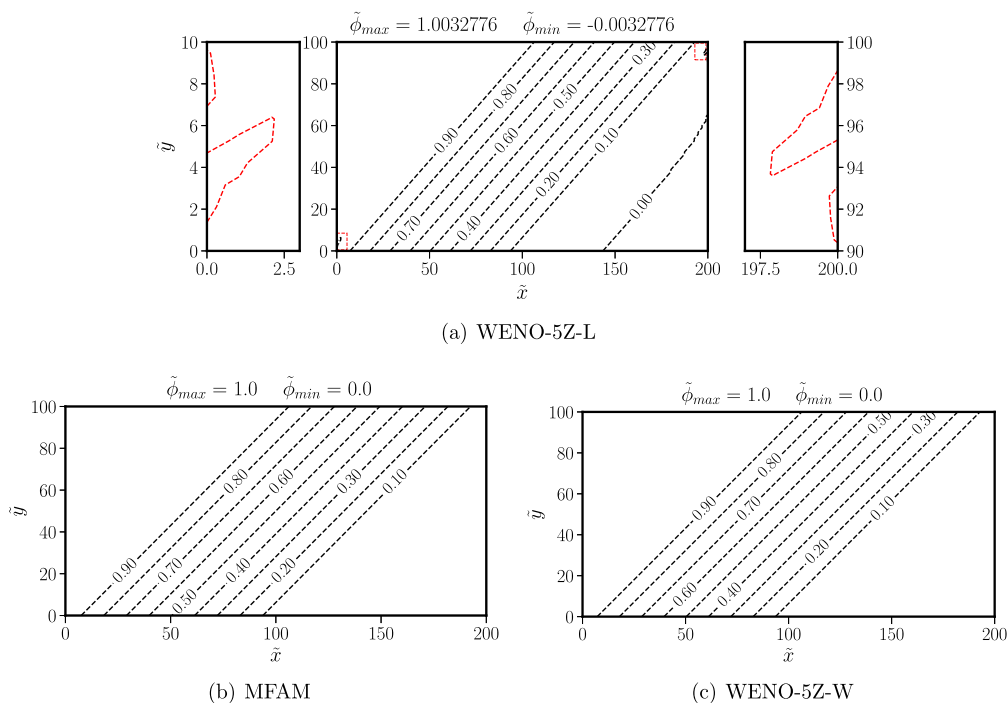 ϕ̃max = 1.0032776 ϕ̃min = -0.0032776
10 8 6 4 2 0
ỹ
0.0 2.5
100 80 60 40 20 0
0.90 0.80 0.70 0.60 0.50 0.40 0.30 0.20 0.10 0.00
0 50 100 150 200
x̃
100 98 96 94 92 90
197.5 200.0
(a) WENO-5Z-L
ϕ̃max = 1.0 ϕ̃min = 0.0
100 80 60 40 20 0
ỹ
0.90 0.80 0.70 0.60 0.50 0.40 0.30 0.20 0.10
0 50 100 150 200
x̃
(b) MFAM
ϕ̃max = 1.0 ϕ̃min = 0.0
100 80 60 40 20 0
ỹ
0.90 0.80 0.70 0.60 0.50 0.40 0.30 0.20 0.10
0 50 100 150 200
x̃
(c) WENO-5Z-W